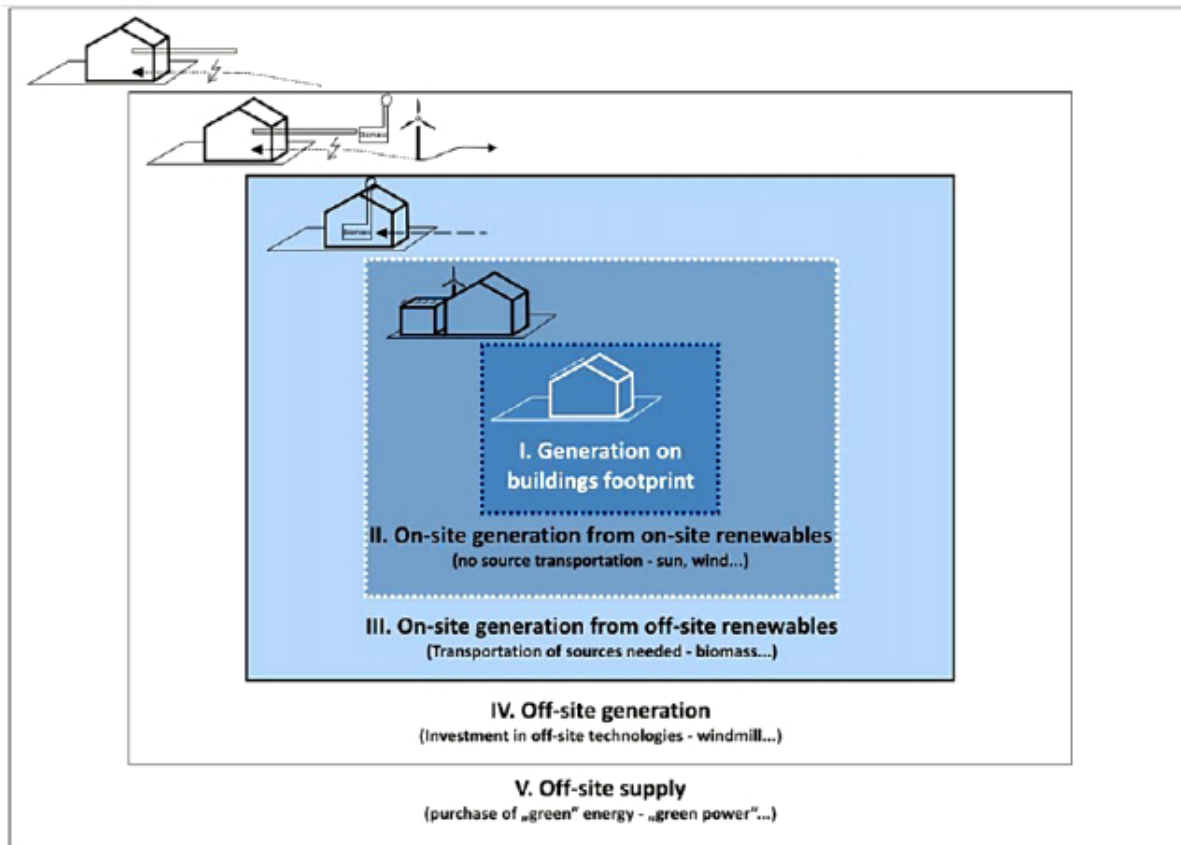 I. Generation on
buildings footprint
II. On-site generation from on-site renewables
(no source transportation - sun, wind...)
III. On-site generation from off-site renewables
(Transportation of sources needed - biomass...)
IV. Off-site generation
(Investment in off-site technologies - windmill...)
V. Off-site supply
(purchase of „green“ energy - „green power“...)